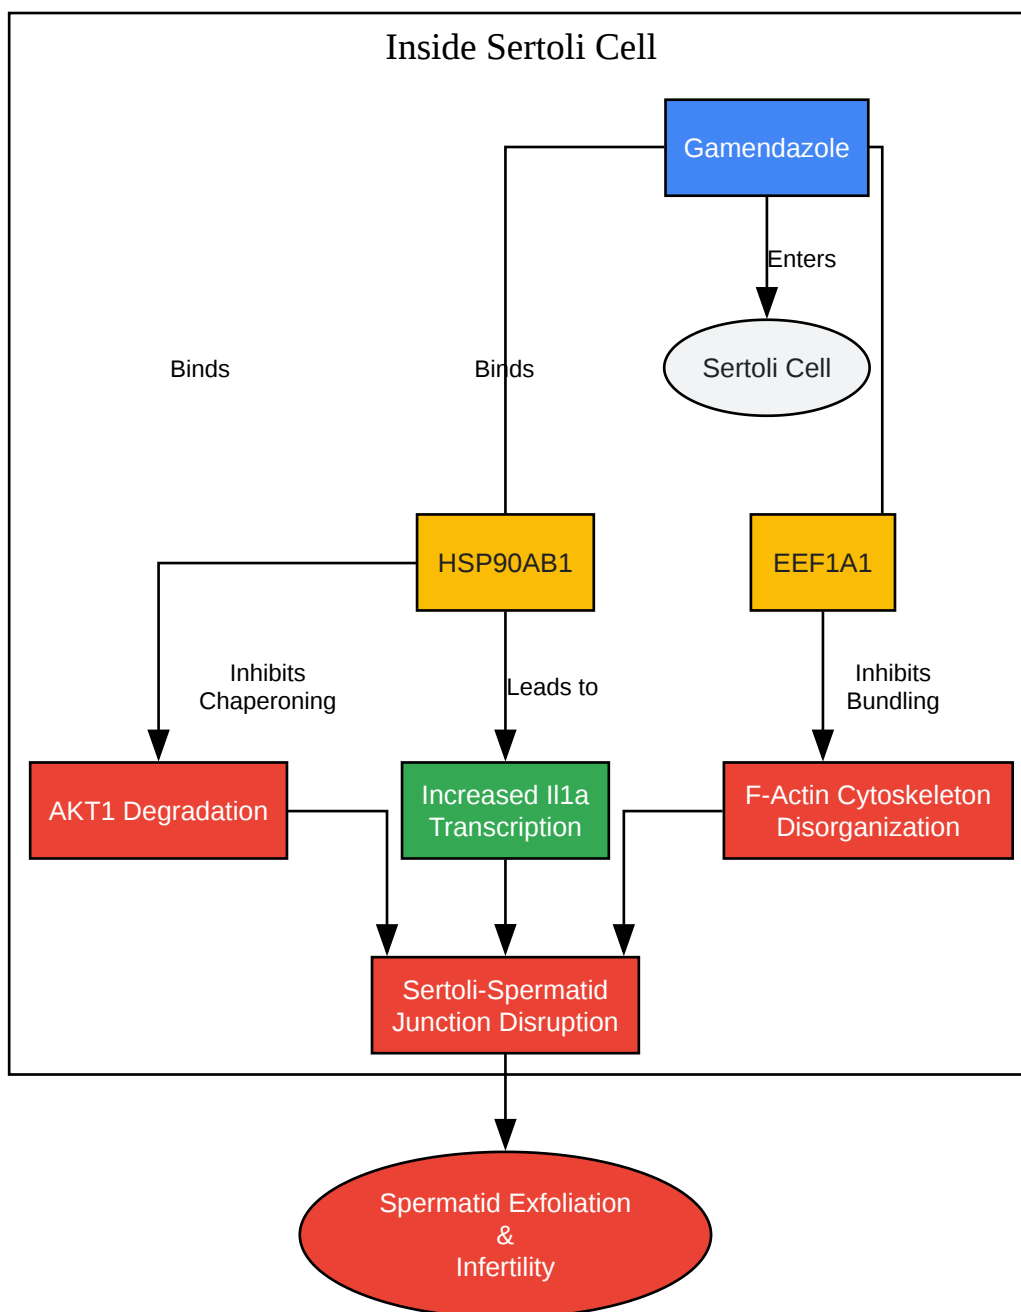 Inside Sertoli Cell
Gamendazole
Enters
Binds
Binds
Sertoli Cell
HSP90AB1
EEF1A1
Inhibits
Chaperoning
Leads to
Inhibits
Bundling
AKT1 Degradation
Increased Il1a
Transcription
F-Actin Cytoskeleton
Disorganization
Sertoli-Spermatid
Junction Disruption
Spermatid Exfoliation
&
Infertility